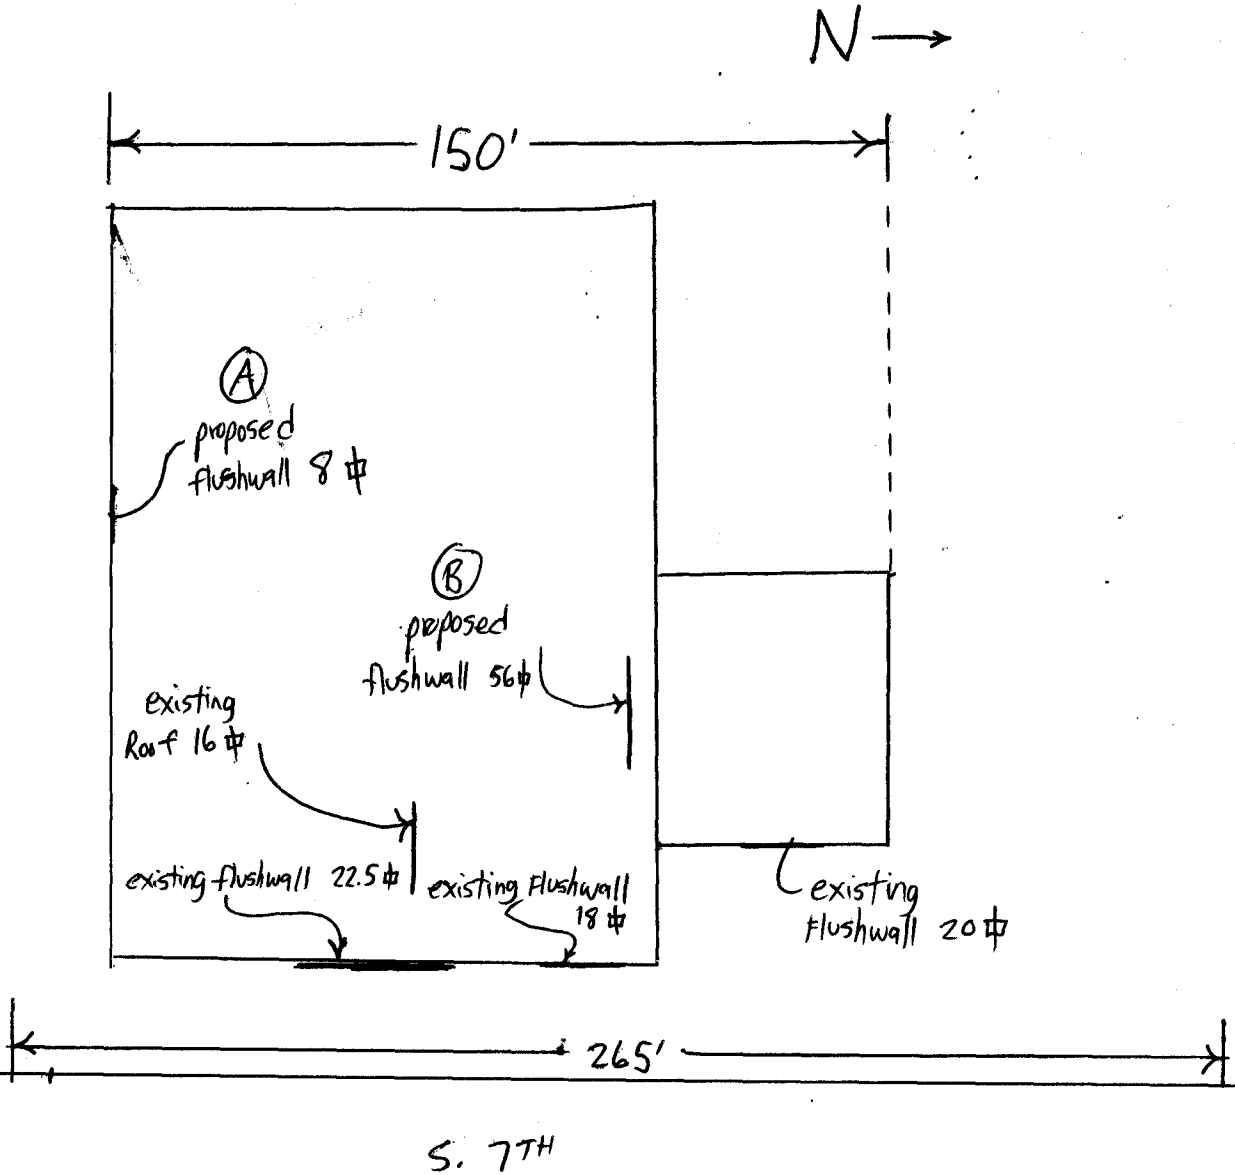 N
150'
A
proposed
flushwall 8 ⏍
B
proposed
flushwall 56 ⏍
existing
Roof 16 ⏍
existing flushwall 22.5 ⏍
existing Flushwall
18 ⏍
existing
Flushwall 20 ⏍
265'
S. 7TH